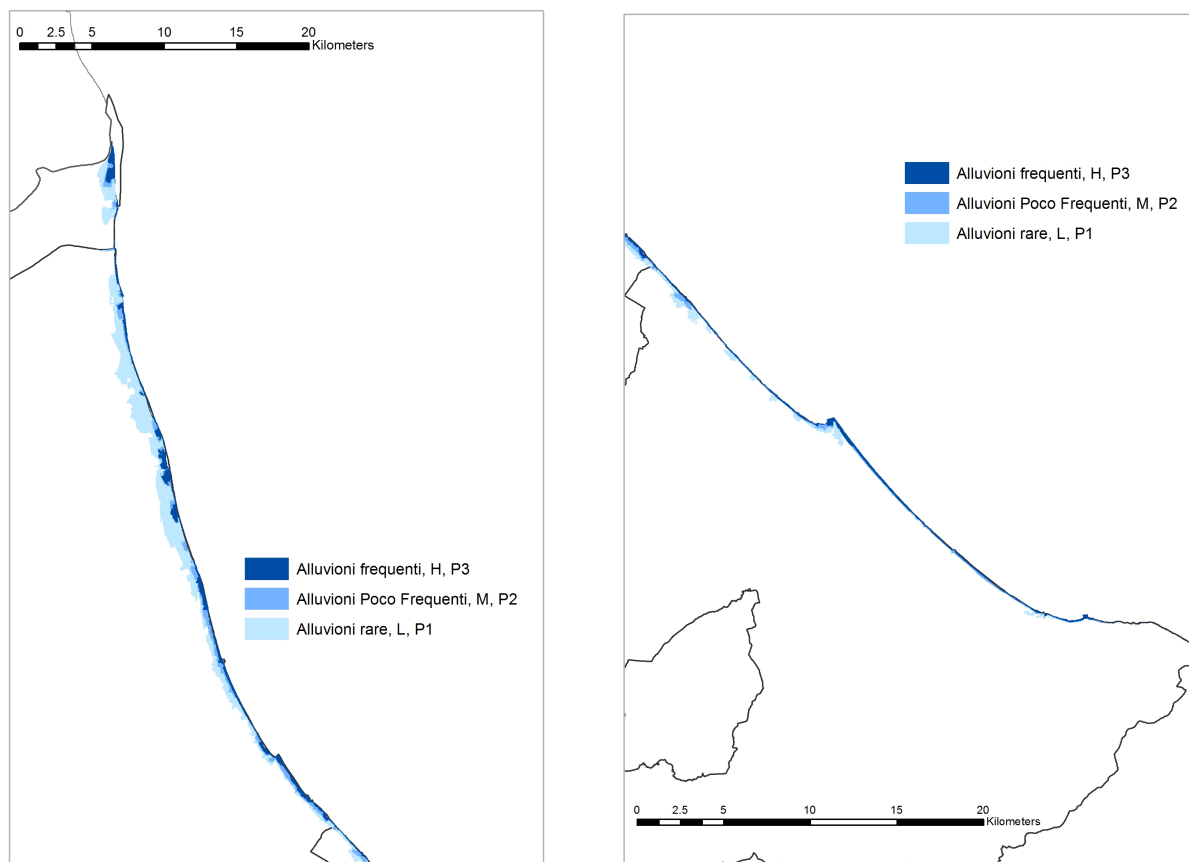 0 2.5 5 10 15 20
Kilometers
Alluvioni frequenti, H, P3
Alluvioni Poco Frequenti, M, P2
Alluvioni rare, L, P1
Alluvioni frequenti, H, P3
Alluvioni Poco Frequenti, M, P2
Alluvioni rare, L, P1
0 2.5 5 10 15 20
Kilometers